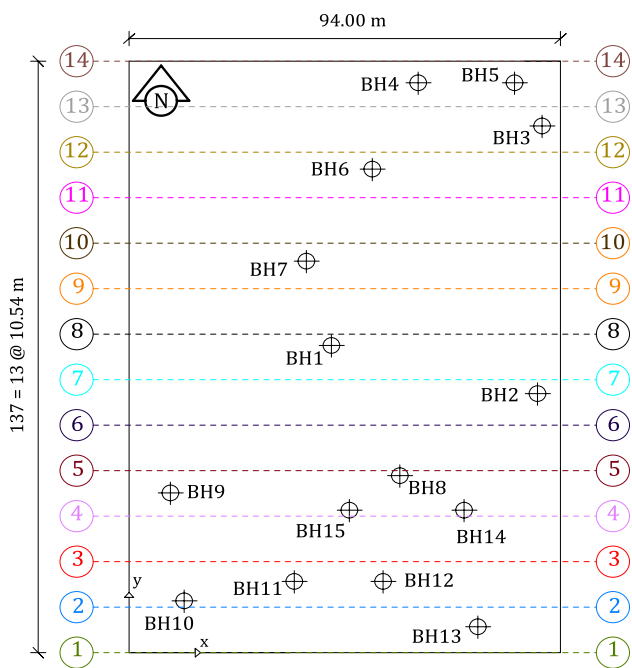 94.00 m
14 14
BH4 BH5
N
13 13
BH3
12 12
BH6
11 11
10 10
BH7
9 9
8 8
BH1
7 7
BH2
6 6
5 5
BH8
BH9
4 4
BH15 BH14
3 3
y BH11 BH12
2 2
BH10 BH13
x
1 1
137 = 13 @ 10.54 m